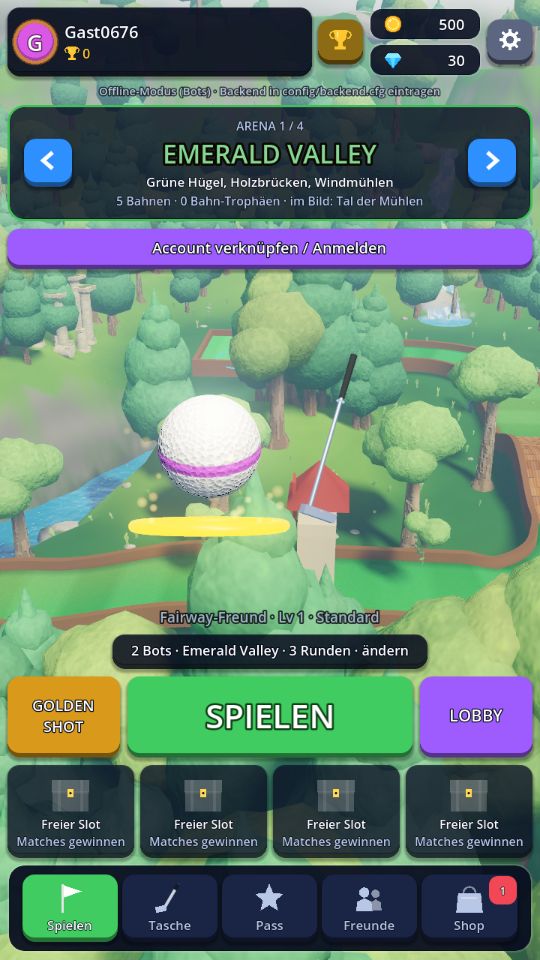 G
Gast0676
0
500
30
Offline-Modus (Bots) · Backend in config/backend.cfg eintragen
ARENA 1 / 4
EMERALD VALLEY
Grüne Hügel, Holzbrücken, Windmühlen
5 Bahnen · 0 Bahn-Trophäen · im Bild: Tal der Mühlen
Account verknüpfen / Anmelden
Fairway-Freund · Lv 1 · Standard
2 Bots · Emerald Valley · 3 Runden · ändern
GOLDEN
SHOT
SPIELEN
LOBBY
Freier Slot
Matches gewinnen
Freier Slot
Matches gewinnen
Freier Slot
Matches gewinnen
Freier Slot
Matches gewinnen
Spielen
Tasche
Pass
Freunde
1
Shop